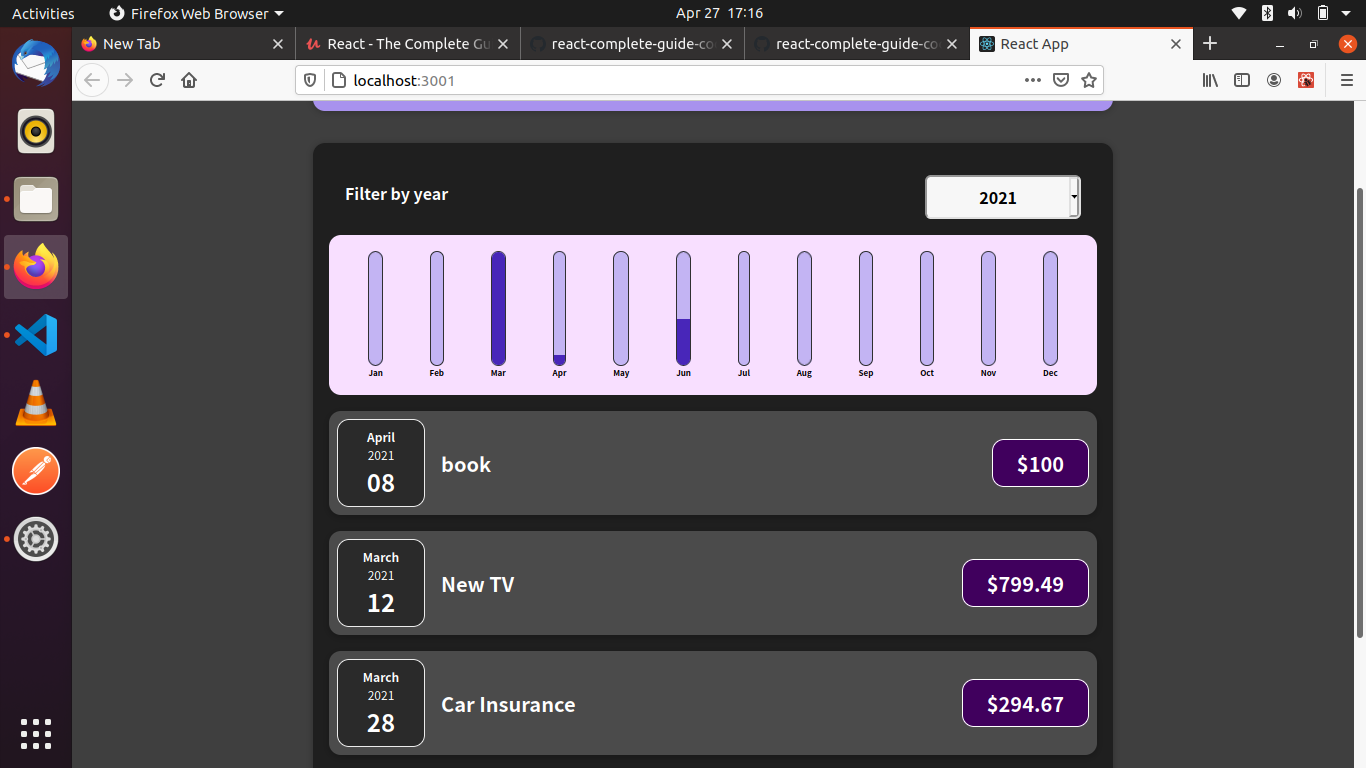 Activities
Firefox Web Browser
Apr 27 17:16
New Tab
React - The Complete Gu
react-complete-guide-co
react-complete-guide-co
React App
localhost:3001
Filter by year
2021
Jan Feb Mar Apr May Jun Jul Aug Sep Oct Nov Dec
April
2021
08
book
$100
March
2021
12
New TV
$799.49
March
2021
28
Car Insurance
$294.67